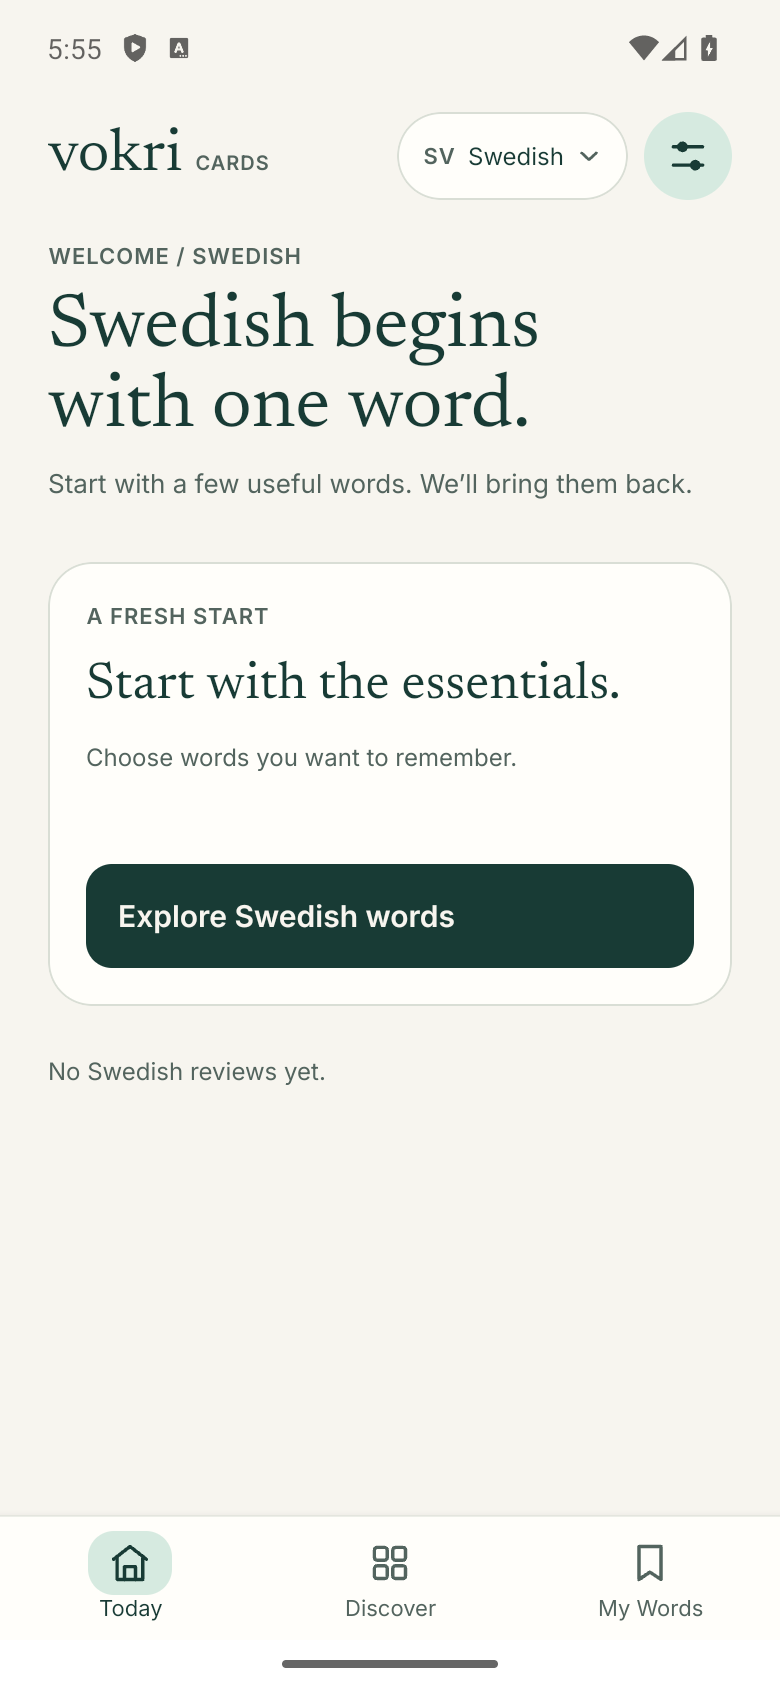 5:55
vokri CARDS
SV Swedish
WELCOME / SWEDISH
Swedish begins
with one word.
Start with a few useful words. We’ll bring them back.
A FRESH START
Start with the essentials.
Choose words you want to remember.
Explore Swedish words
No Swedish reviews yet.
Today
Discover
My Words